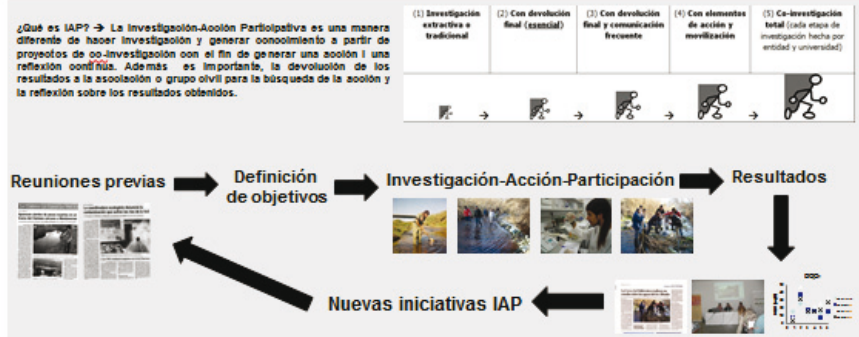 ¿Qué es IAP? → La Investigación-Acción Participativa es una manera
diferente de hacer investigación y generar conocimiento a partir de
proyectos de co-investigación con el fin de generar una acción i una
reflexión continua. Además es importante, la devolución de los
resultados a la asociación o grupo civil para la búsqueda de la acción y
la reflexión sobre los resultados obtenidos.
(1) Investigación
extractiva o
tradicional
(2) Con devolución
final (esencial)
(3) Con devolución
final y comunicación
frecuente
(4) Con elementos
de acción y
movilización
(5) Co-investigación
total (cada etapa de
investigación hecha por
entidad y universidad)
Reuniones previas
Definición
de objetivos
Investigación-Acción-Participación
Resultados
Nuevas iniciativas IAP